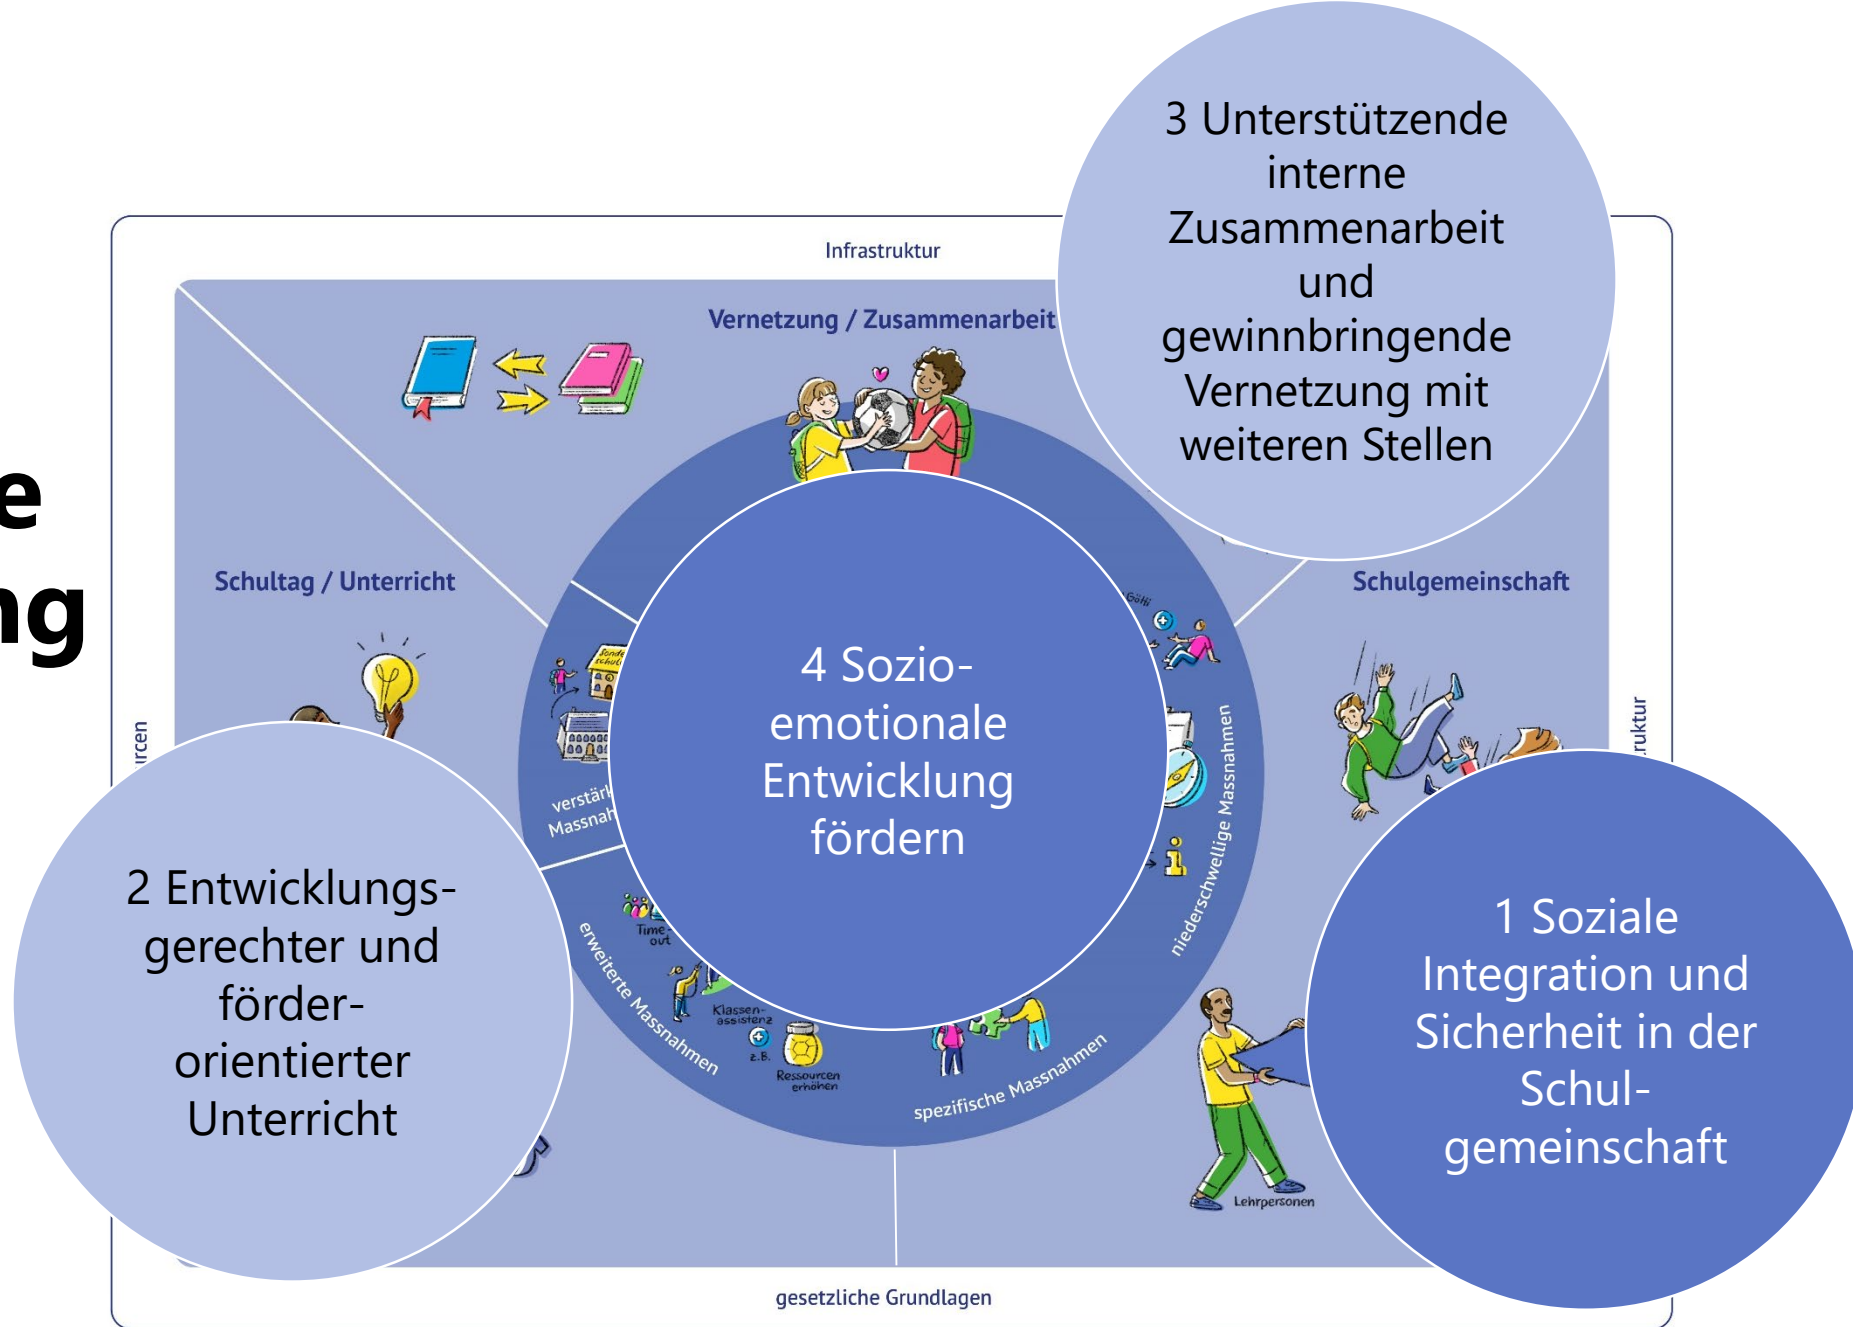 3 Unterstützende
interne
Zusammenarbeit
und
gewinnbringende
Vernetzung mit
weiteren Stellen
Infrastruktur
Vernetzung / Zusammenarbeit
Schultag / Unterricht
Schulgemeinschaft
4 Sozio-
emotionale
Entwicklung
fördern
Götti
niederschwellige Massnahmen
2 Entwicklungs-
gerechter und
förder-
orientierter
Unterricht
Time-
out
erweiterte Massnahmen
Klassen-
assistenz
z.B.
Ressourcen
erhöhen
spezifische Massnahmen
1 Soziale
Integration und
Sicherheit in der
Schul-
gemeinschaft
Lehrpersonen
gesetzliche Grundlagen